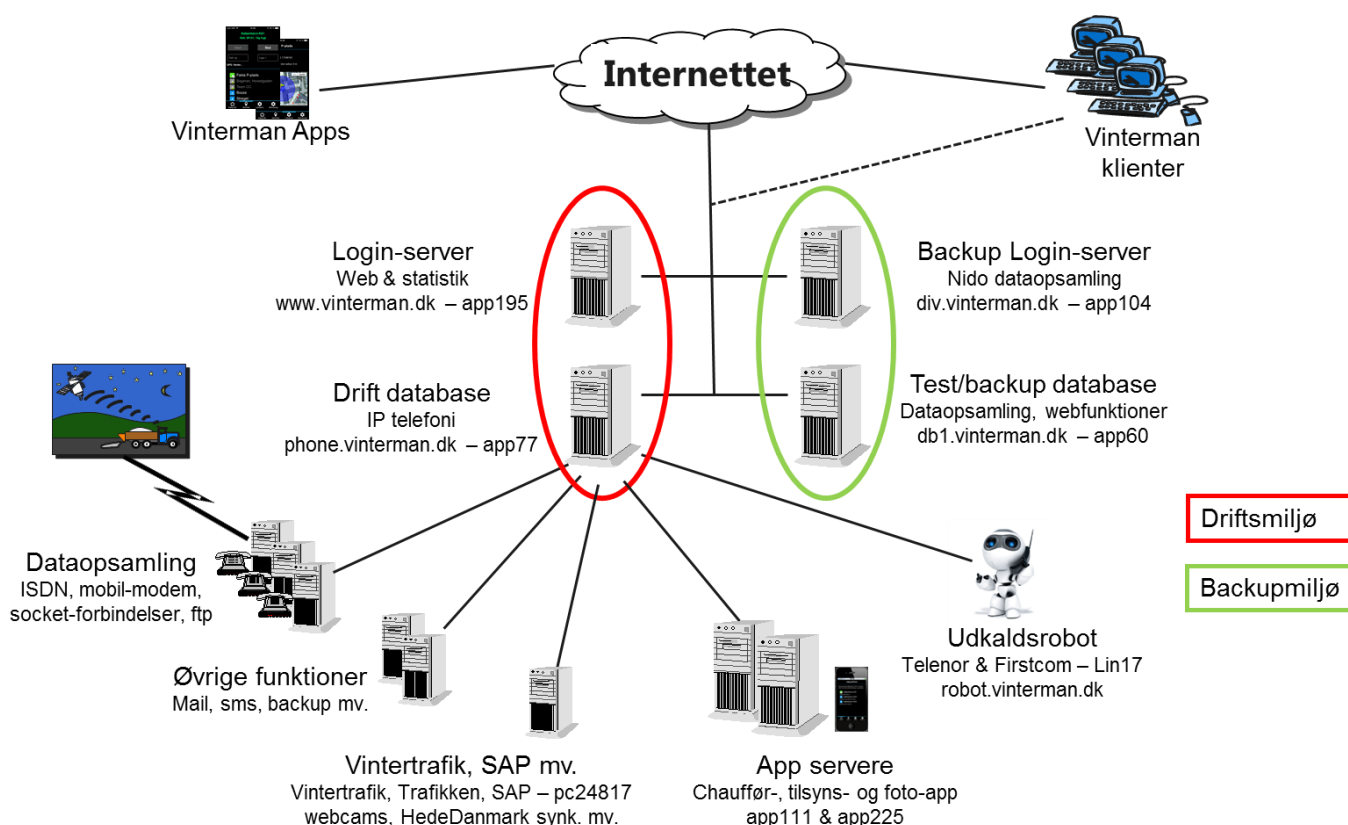 Internettet
Vinterman Apps
Vinterman
klienter
Login-server
Web & statistik
www.vinterman.dk – app195
Backup Login-server
Nido dataopsamling
div.vinterman.dk – app104
Drift database
IP telefoni
phone.vinterman.dk – app77
Test/backup database
Dataopsamling, webfunktioner
db1.vinterman.dk – app60
Driftsmiljø
Backupmiljø
Dataopsamling
ISDN, mobil-modem,
socket-forbindelser, ftp
Udkaldsrobot
Telenor & Firstcom – Lin17
robot.vinterman.dk
Øvrige funktioner
Mail, sms, backup mv.
Vintertrafik, SAP mv.
Vintertrafik, Trafikken, SAP – pc24817
webcams, HedeDanmark synk. mv.
App servere
Chauffør-, tilsyns- og foto-app
app111 & app225